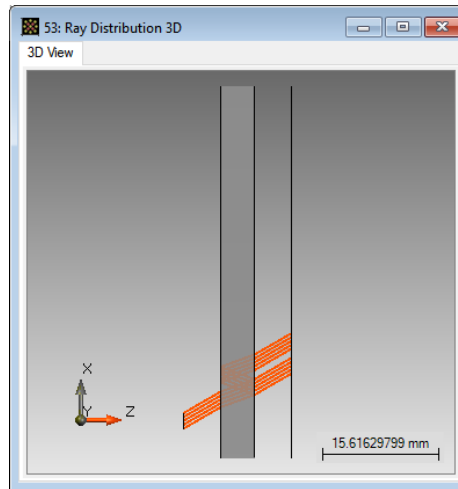 53: Ray Distribution 3D
3D View
X
Y
Z
15.61629799 mm